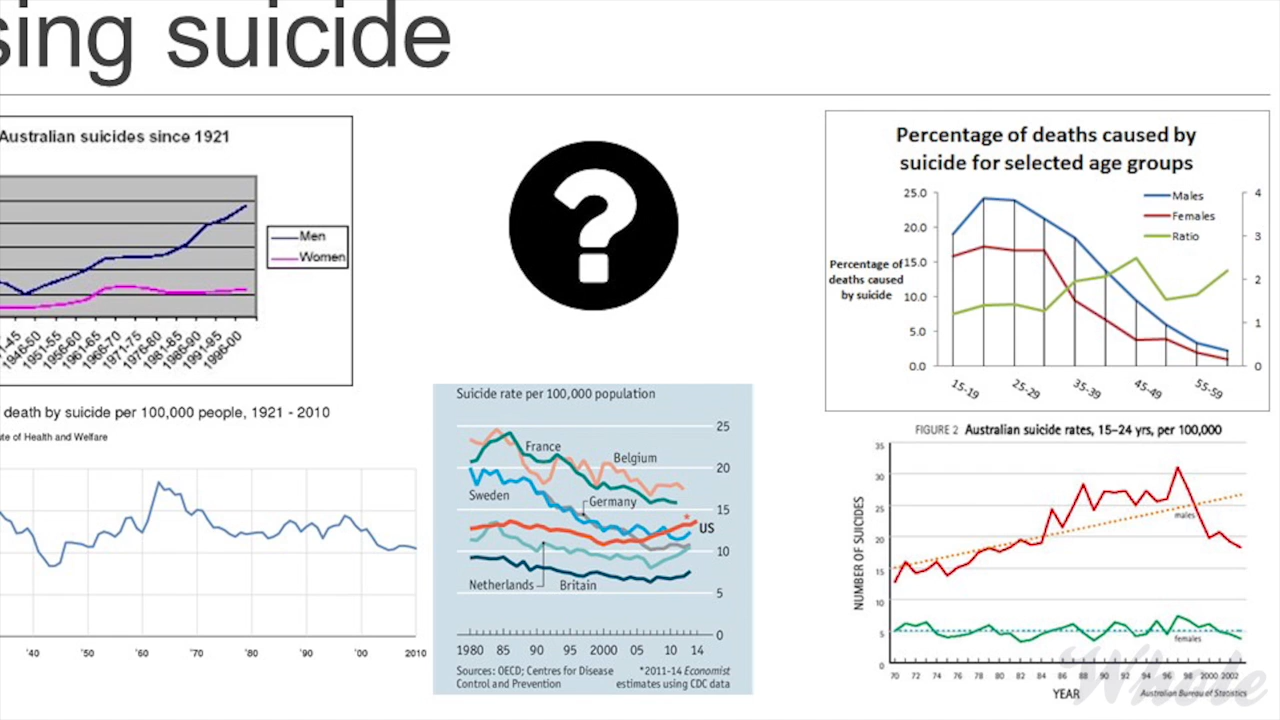 sing suicide
Australian suicides since 1921
Men
Women
1946-50
1951-55
1956-60
1961-65
1966-70
1971-75
1976-80
1981-85
1986-90
1991-95
1996-00
death by suicide per 100,000 people, 1921 - 2010
ute of Health and Welfare
'40 '50 '60 '70 '80 '90 '00 2010
?
Suicide rate per 100,000 population
25
France
Belgium
20
Sweden
Germany
15
*
US
10
Netherlands
Britain
5
0
1980 85 90 95 2000 05 10 14
Sources: OECD; Centres for Disease
Control and Prevention
*2011-14 Economist
estimates using CDC data
Percentage of deaths caused by
suicide for selected age groups
25.0
20.0
15.0
10.0
5.0
0.0
Percentage of
deaths caused
by suicide
Males
Females
Ratio
4
3
2
1
0
15-19
25-29
35-39
45-49
55-59
FIGURE 2 Australian suicide rates, 15–24 yrs, per 100,000
35
30
25
20
15
10
5
0
NUMBER OF SUICIDES
males
females
70 72 74 76 78 80 82 84 86 88 90 92 94 96 98 2000 2002
YEAR
Australian Bureau of Statistics
Whole